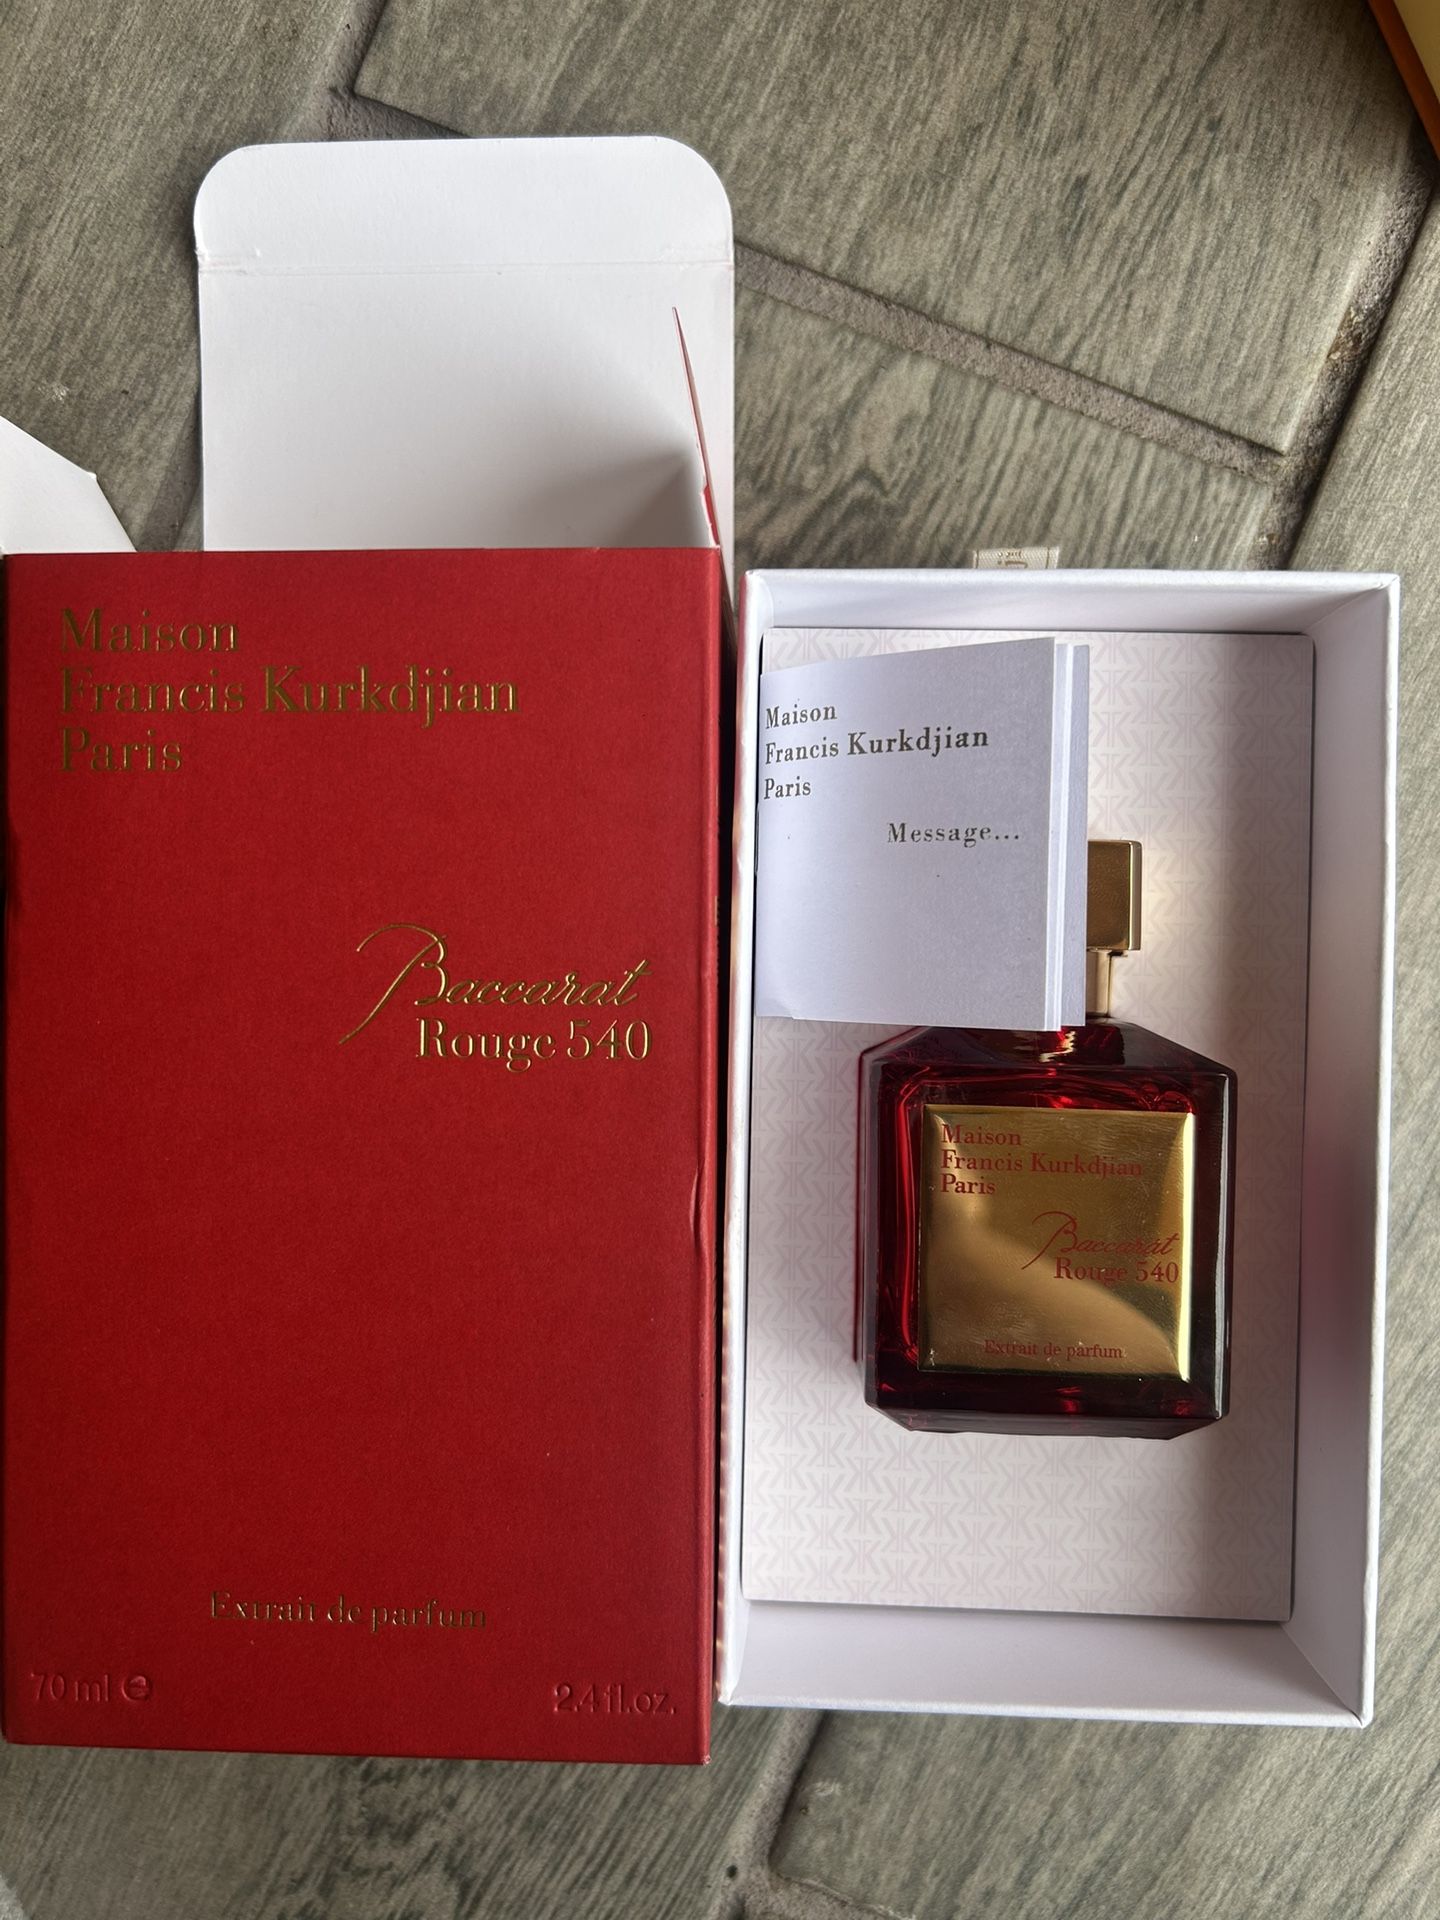 Maison
Francis Kurkdjian
Paris
Baccarat
Rouge 540
Extrait de parfum
70 ml ℮
2.4 fl.oz.
Maison
Francis Kurkdjian
Paris
Message...
Maison
Francis Kurkdjian
Paris
Baccarat
Rouge 540
Extrait de parfum